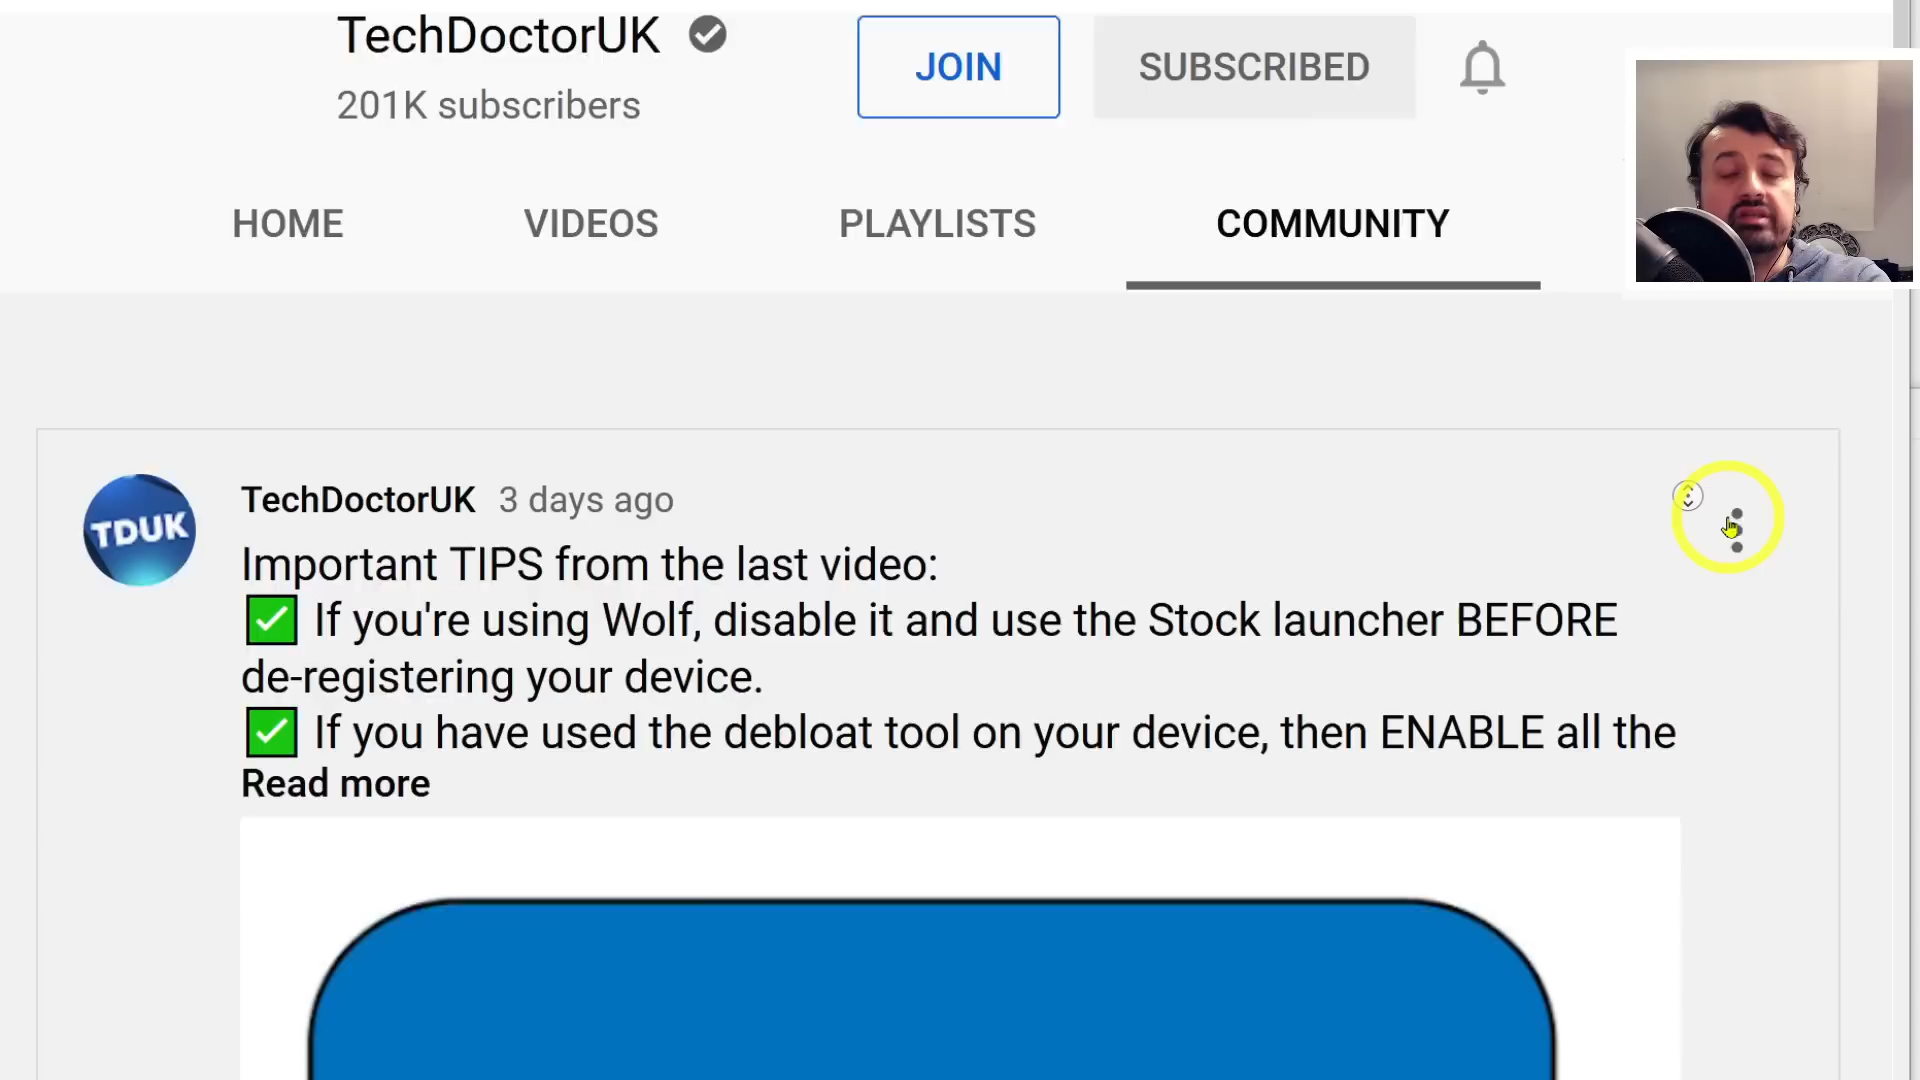 TechDoctorUK
201K subscribers
JOIN
SUBSCRIBED
HOME
VIDEOS
PLAYLISTS
COMMUNITY
TDUK
TechDoctorUK 3 days ago
Important TIPS from the last video:
✅ If you're using Wolf, disable it and use the Stock launcher BEFORE
de-registering your device.
✅ If you have used the debloat tool on your device, then ENABLE all the
Read more